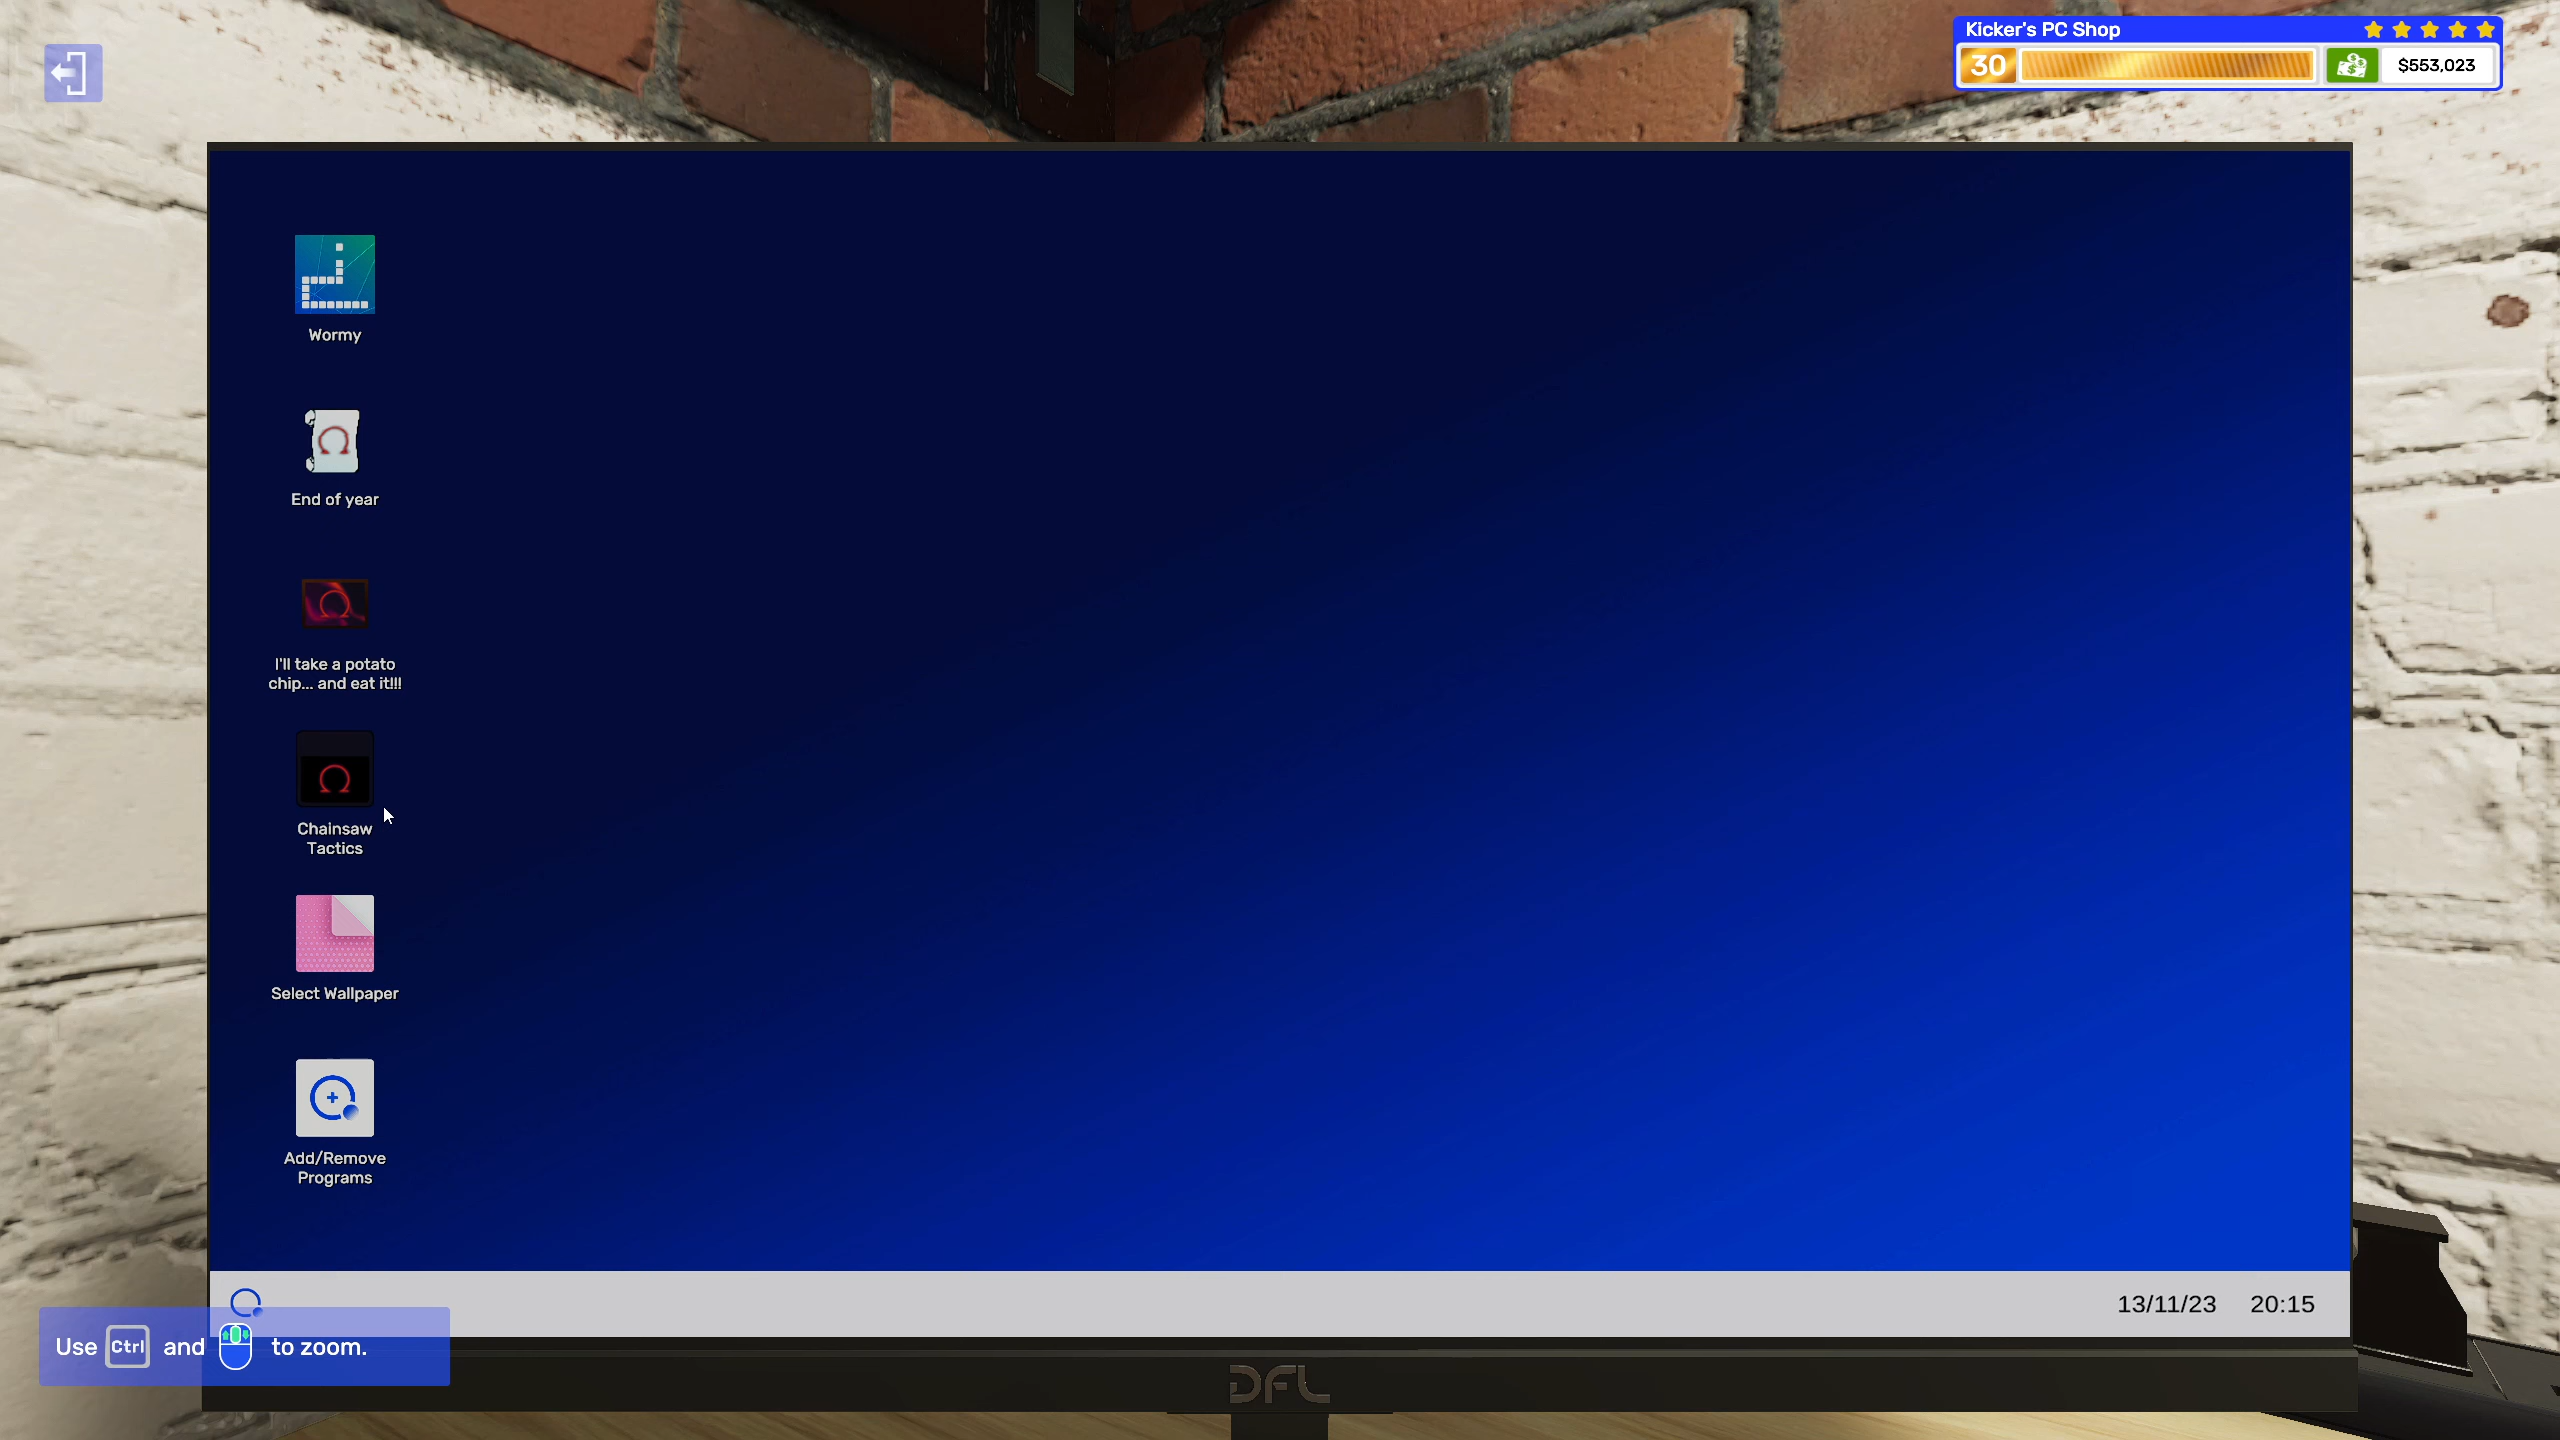 Kicker's PC Shop
30
$553,023
Wormy
End of year
I'll take a potato
chip... and eat it!!!
Chainsaw
Tactics
Select Wallpaper
Add/Remove
Programs
13/11/23 20:15
Use Ctrl and to zoom.
DFL